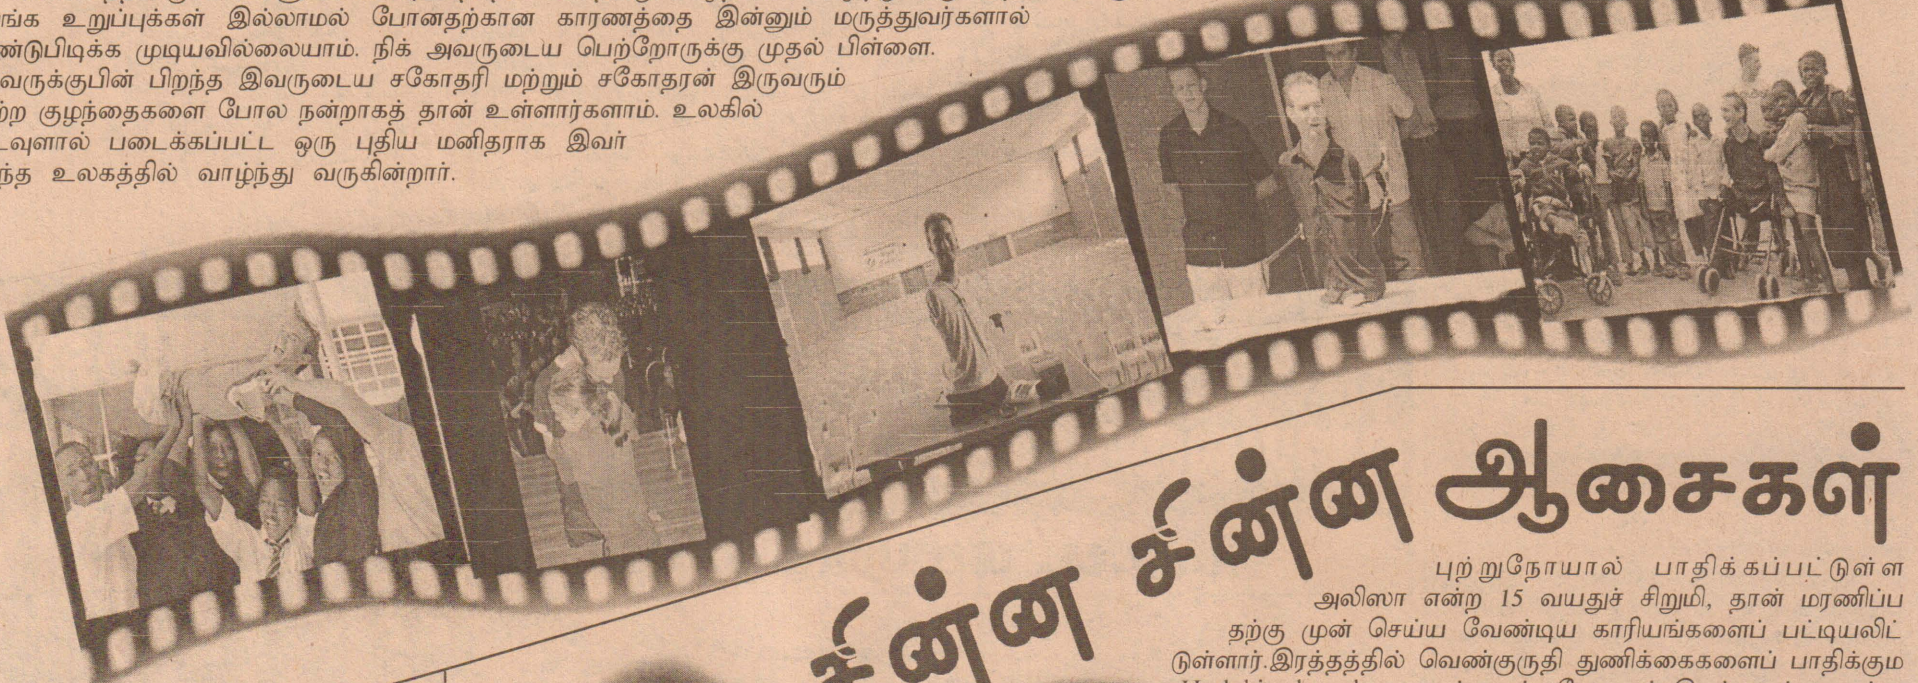 ங்க உறுப்புக்கள் இல்லாமல் போனதற்கான காரணத்தை இன்னும் மருத்துவர்களால்
ண்டுபிடிக்க முடியவில்லையாம். நிக் அவருடைய பெற்றோருக்கு முதல் பிள்ளை.
வருக்குபின் பிறந்த இவருடைய சகோதரி மற்றும் சகோதரன் இருவரும்
ற்ற குழந்தைகளை போல நன்றாகத் தான் உள்ளார்களாம். உலகில்
டவுளால் படைக்கப்பட்ட ஒரு புதிய மனிதராக இவர்
ந்த உலகத்தில் வாழ்ந்து வருகின்றார்.
சின்ன சின்ன ஆசைகள்
புற்றுநோயால் பாதிக்கப்பட்டுள்ள
அலிஸா என்ற 15 வயதுச் சிறுமி, தான் மரணிப்ப
தற்கு முன் செய்ய வேண்டிய காரியங்களைப் பட்டியலிட்
டுள்ளார்.இரத்தத்தில் வெண்குருதி துணிக்கைகளைப் பாதிக்கும